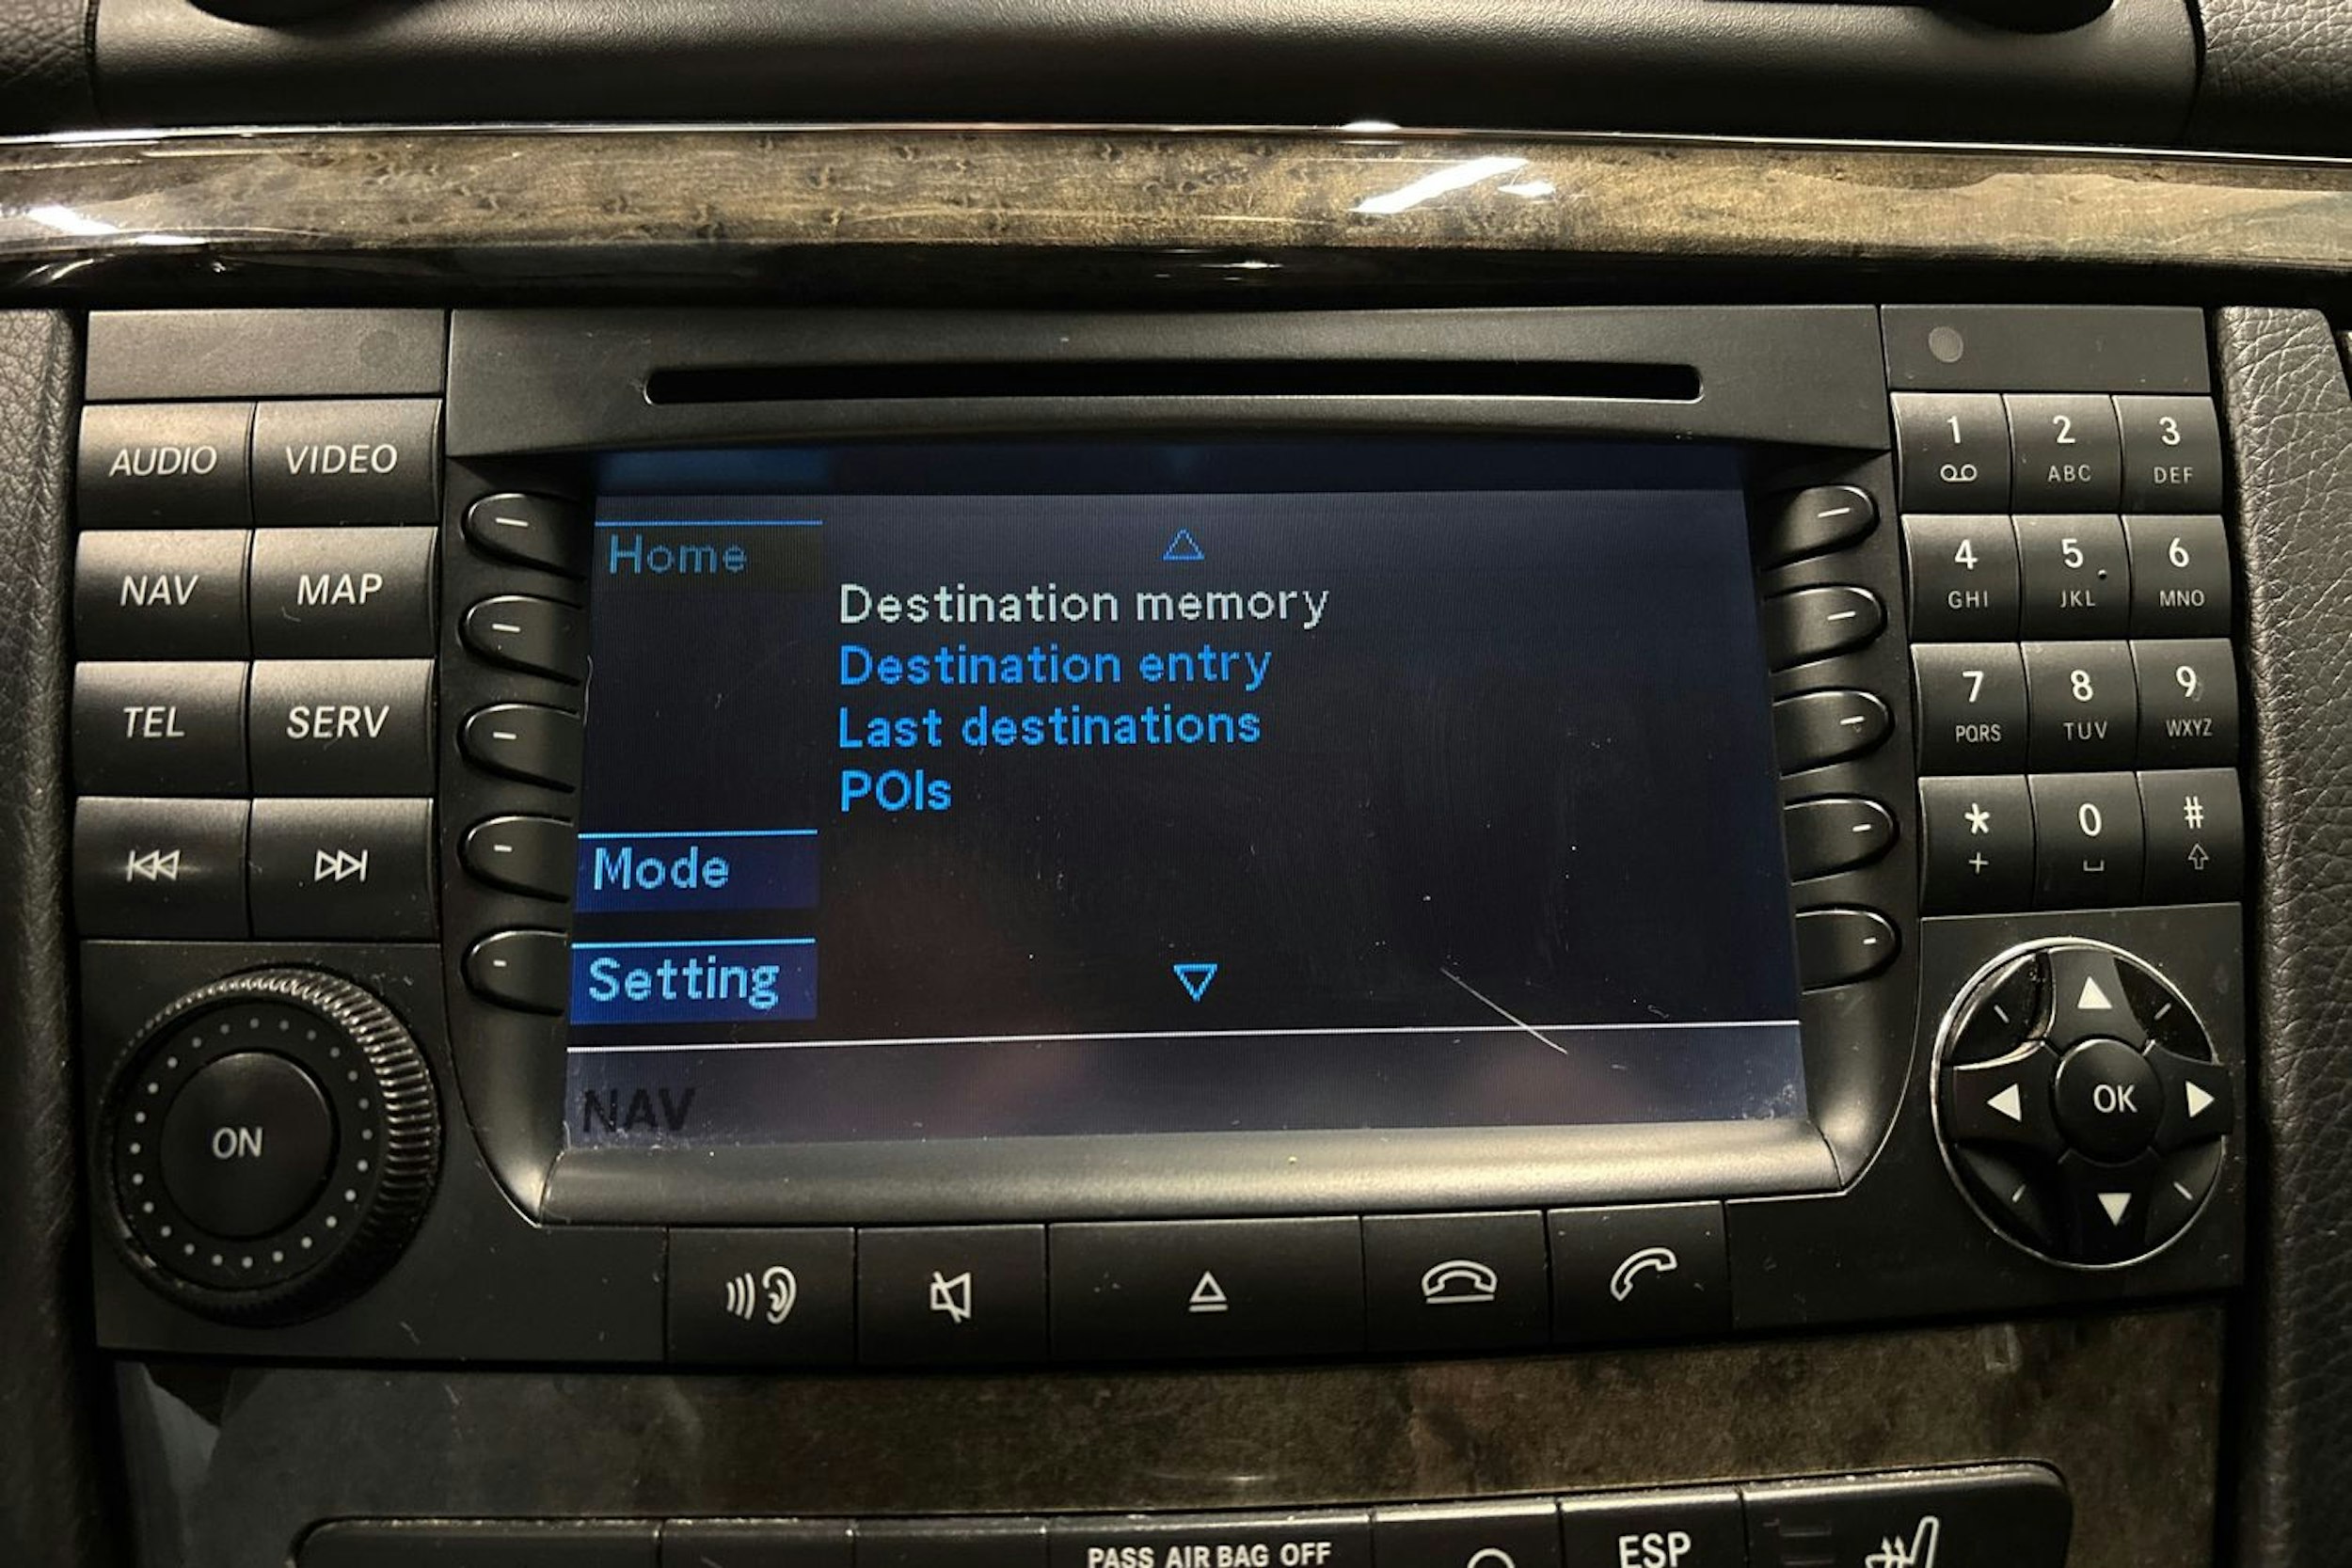 AUDIO VIDEO
NAV MAP
TEL SERV
ON
Home
Destination memory
Destination entry
Last destinations
POIs
Mode
Setting
NAV
1 2 3
ABC DEF
4 5 6
GHI JKL MNO
7 8 9
PQRS TUV WXYZ
* 0 #
+
OK
PASS AIR BAG OFF
ESP